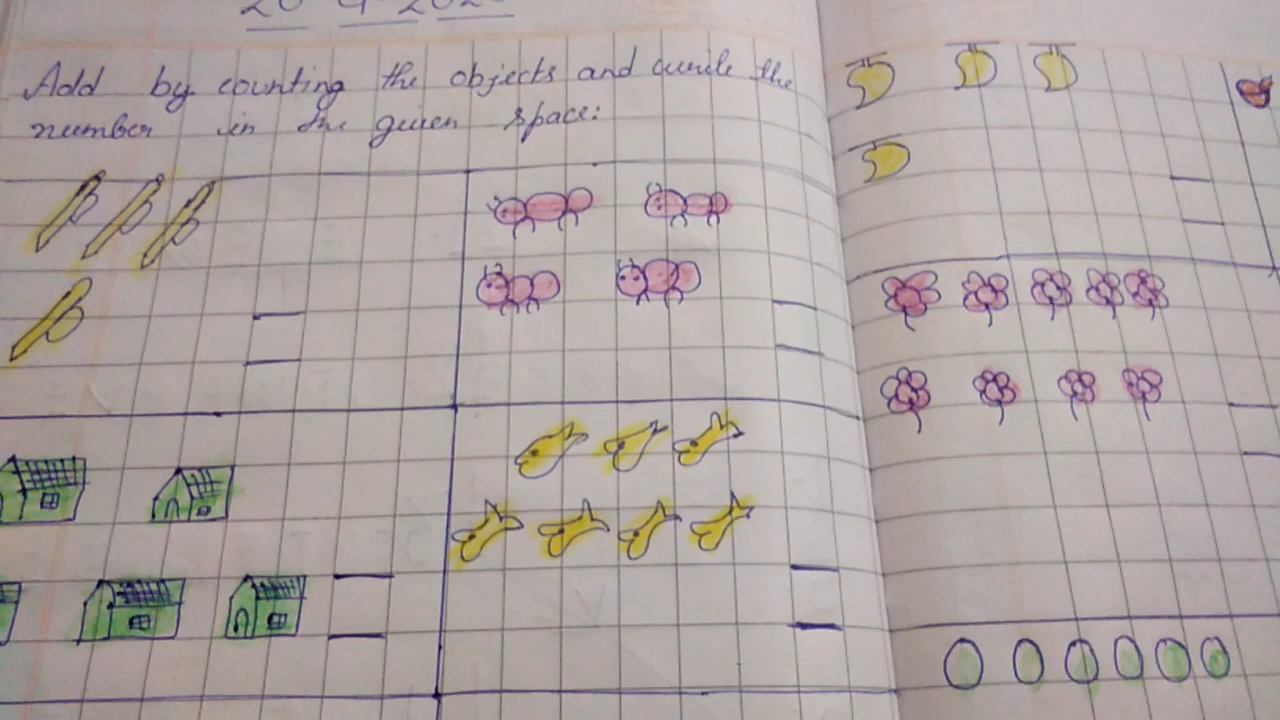 Add by counting the objects and write the
number in the given space: